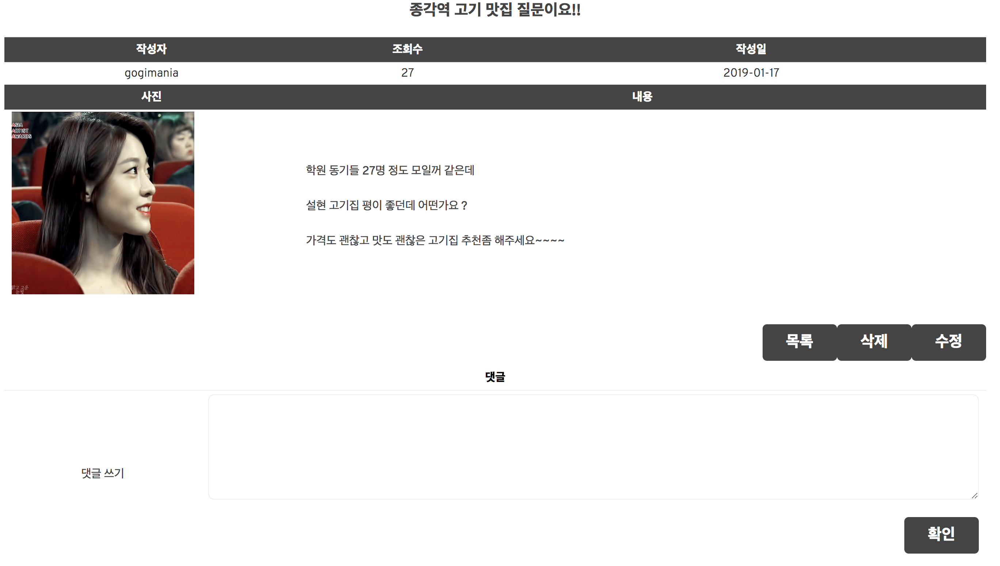 종각역 고기 맛집 질문이요!!
작성자 조회수 작성일
gogimania 27 2019-01-17
사진 내용
ASIA
ARTIST
AWARDS
학원 동기들 27명 정도 모일꺼 같은데
설현 고기집 평이 좋던데 어떤가요 ?
가격도 괜찮고 맛도 괜찮은 고기집 추천좀 해주세요~~~~
맑고 고운
눈빛
목록 삭제 수정
댓글
댓글 쓰기
확인